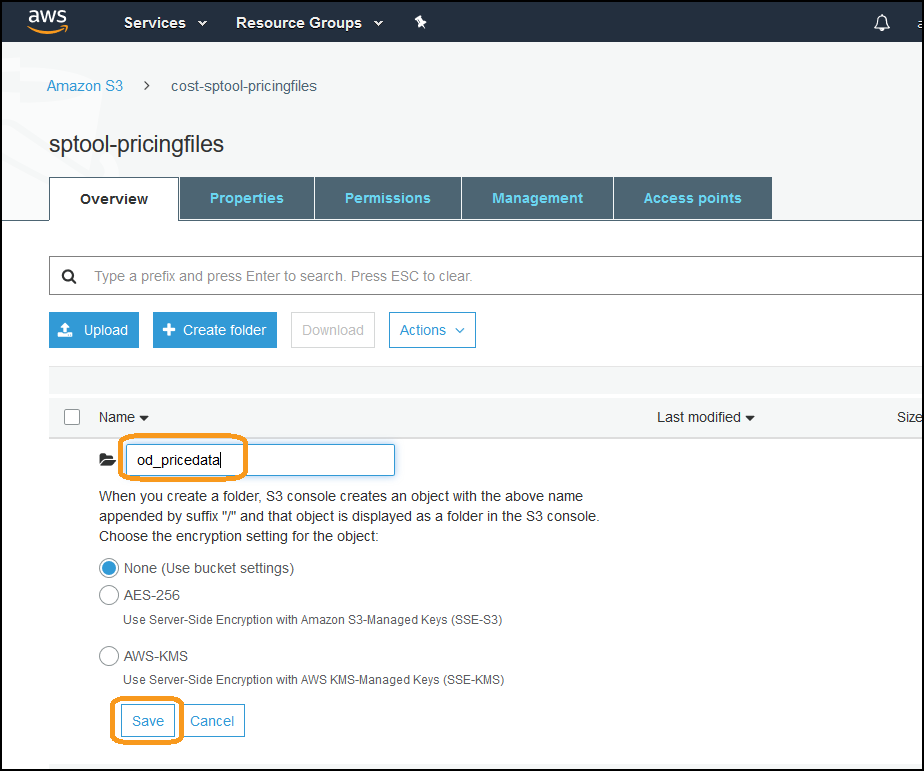 aws Services Resource Groups
Amazon S3 > cost-sptool-pricingfiles
sptool-pricingfiles
Overview Properties Permissions Management Access points
Type a prefix and press Enter to search. Press ESC to clear.
Upload + Create folder Download Actions
Name Last modified Size
od_pricedata
When you create a folder, S3 console creates an object with the above name
appended by suffix "/" and that object is displayed as a folder in the S3 console.
Choose the encryption setting for the object:
None (Use bucket settings)
AES-256
Use Server-Side Encryption with Amazon S3-Managed Keys (SSE-S3)
AWS-KMS
Use Server-Side Encryption with AWS KMS-Managed Keys (SSE-KMS)
Save Cancel